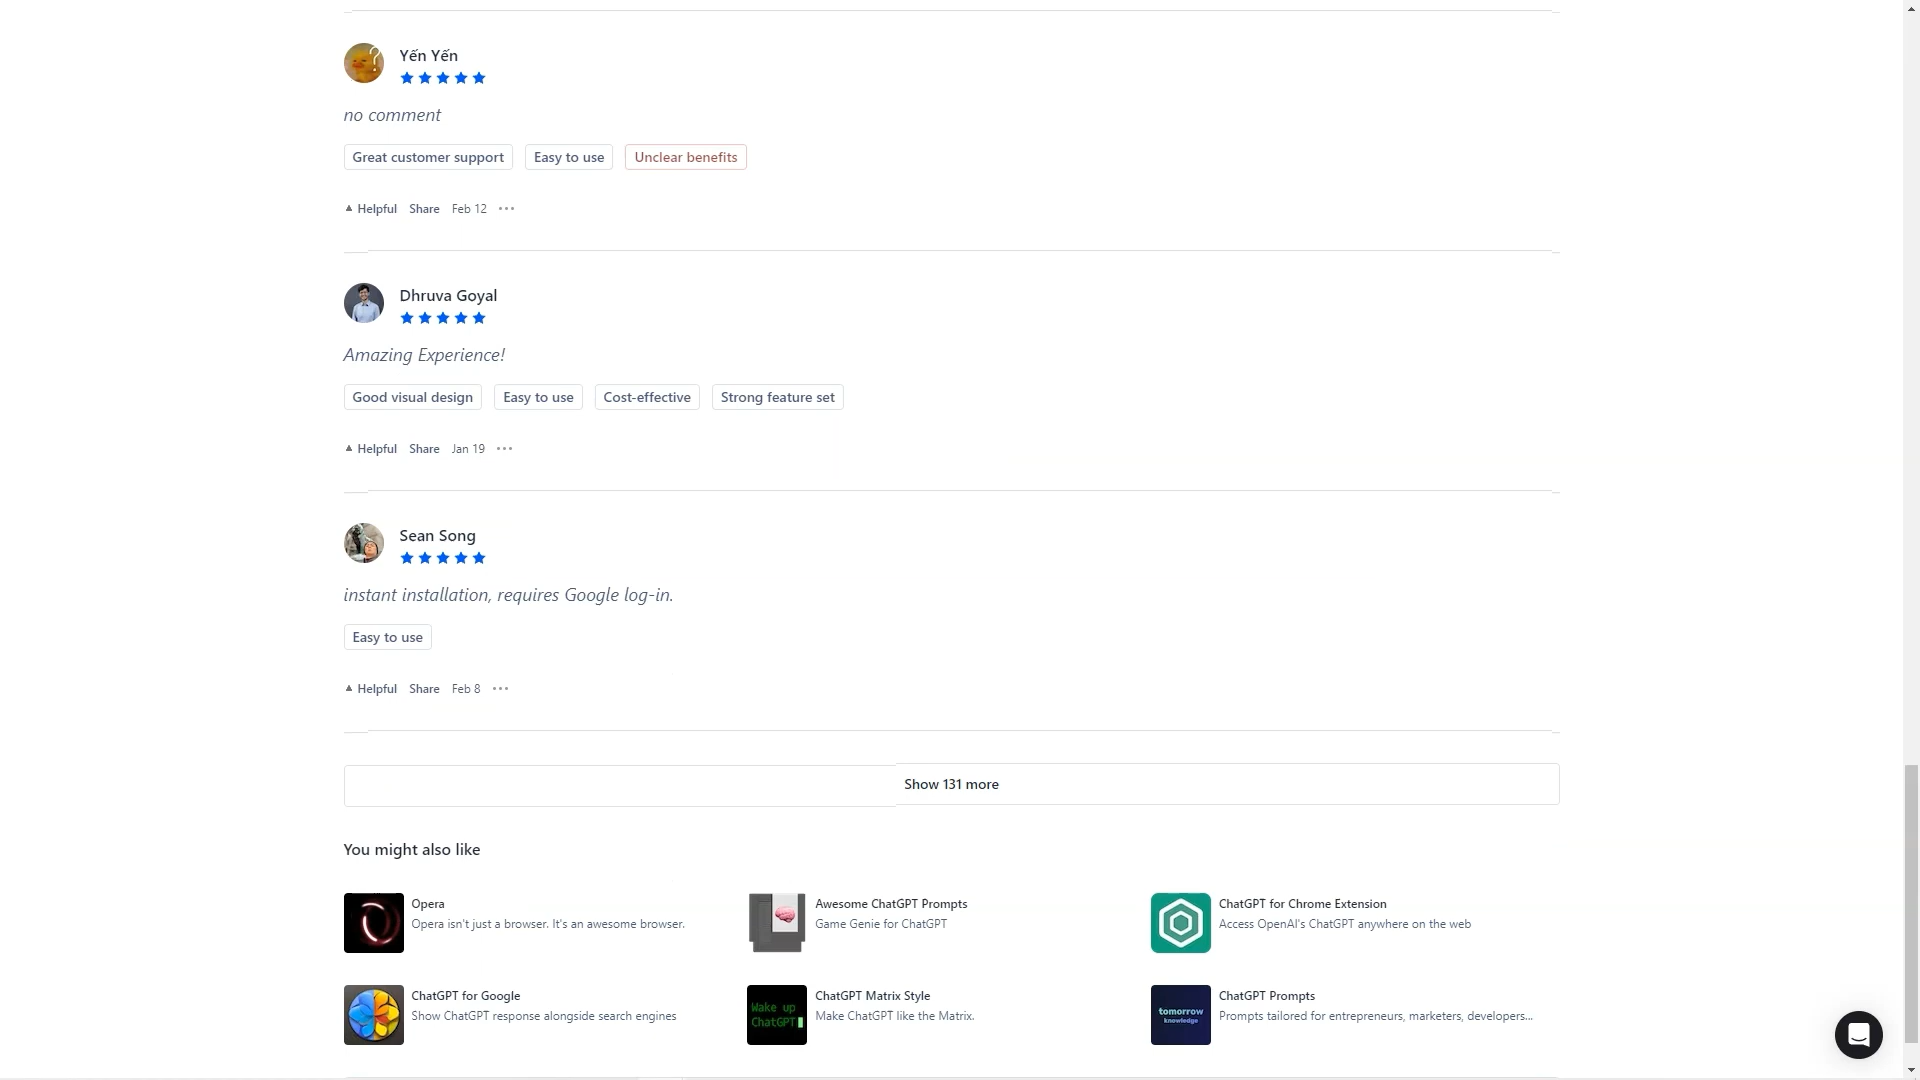 Yến Yến
no comment
Great customer support Easy to use Unclear benefits
Helpful Share Feb 12
Dhruva Goyal
Amazing Experience!
Good visual design Easy to use Cost-effective Strong feature set
Helpful Share Jan 19
Sean Song
instant installation, requires Google log-in.
Easy to use
Helpful Share Feb 8
Show 131 more
You might also like
Opera
Opera isn't just a browser. It's an awesome browser.
Awesome ChatGPT Prompts
Game Genie for ChatGPT
ChatGPT for Chrome Extension
Access OpenAI's ChatGPT anywhere on the web
ChatGPT for Google
Show ChatGPT response alongside search engines
Wake up
ChatGPT
ChatGPT Matrix Style
Make ChatGPT like the Matrix.
tomorrow
knowledge
ChatGPT Prompts
Prompts tailored for entrepreneurs, marketers, developers...